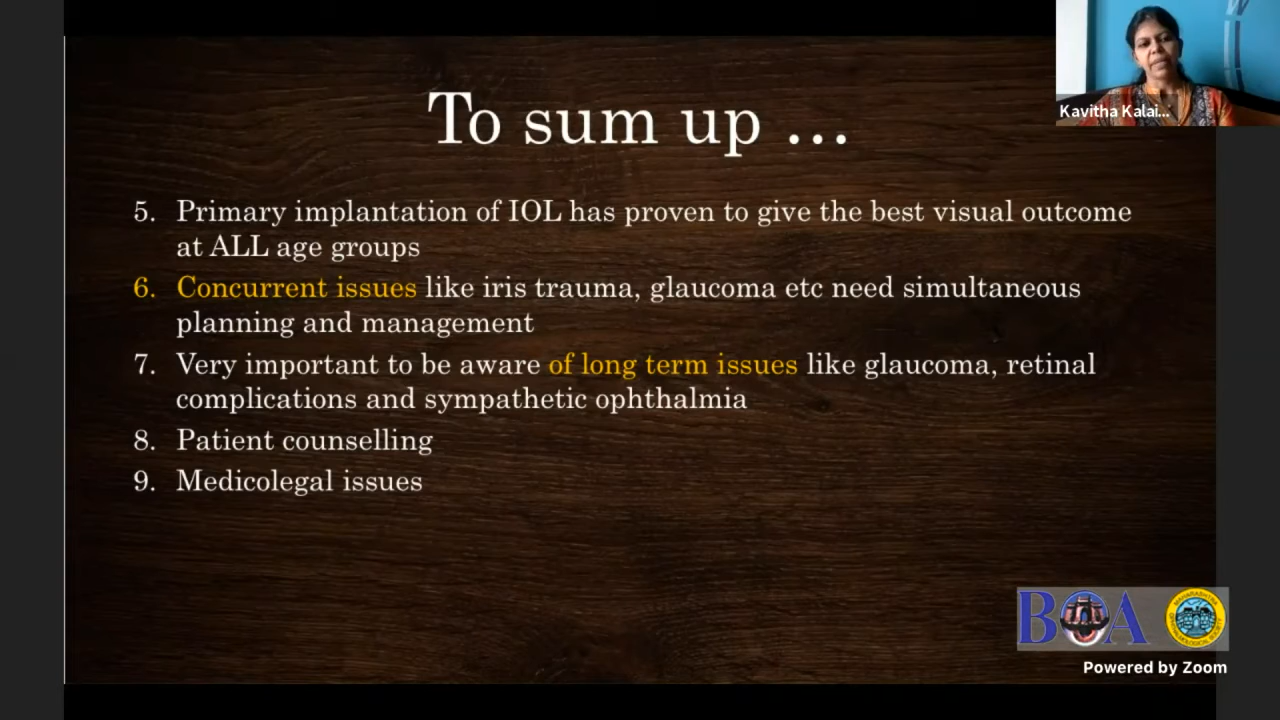 Kavitha Kalai...
To sum up ...
5. Primary implantation of IOL has proven to give the best visual outcome
at ALL age groups
6. Concurrent issues like iris trauma, glaucoma etc need simultaneous
planning and management
7. Very important to be aware of long term issues like glaucoma, retinal
complications and sympathetic ophthalmia
8. Patient counselling
9. Medicolegal issues
BOA
MAHARASHTRA
OPHTHALMOLOGICAL SOCIETY
Powered by Zoom